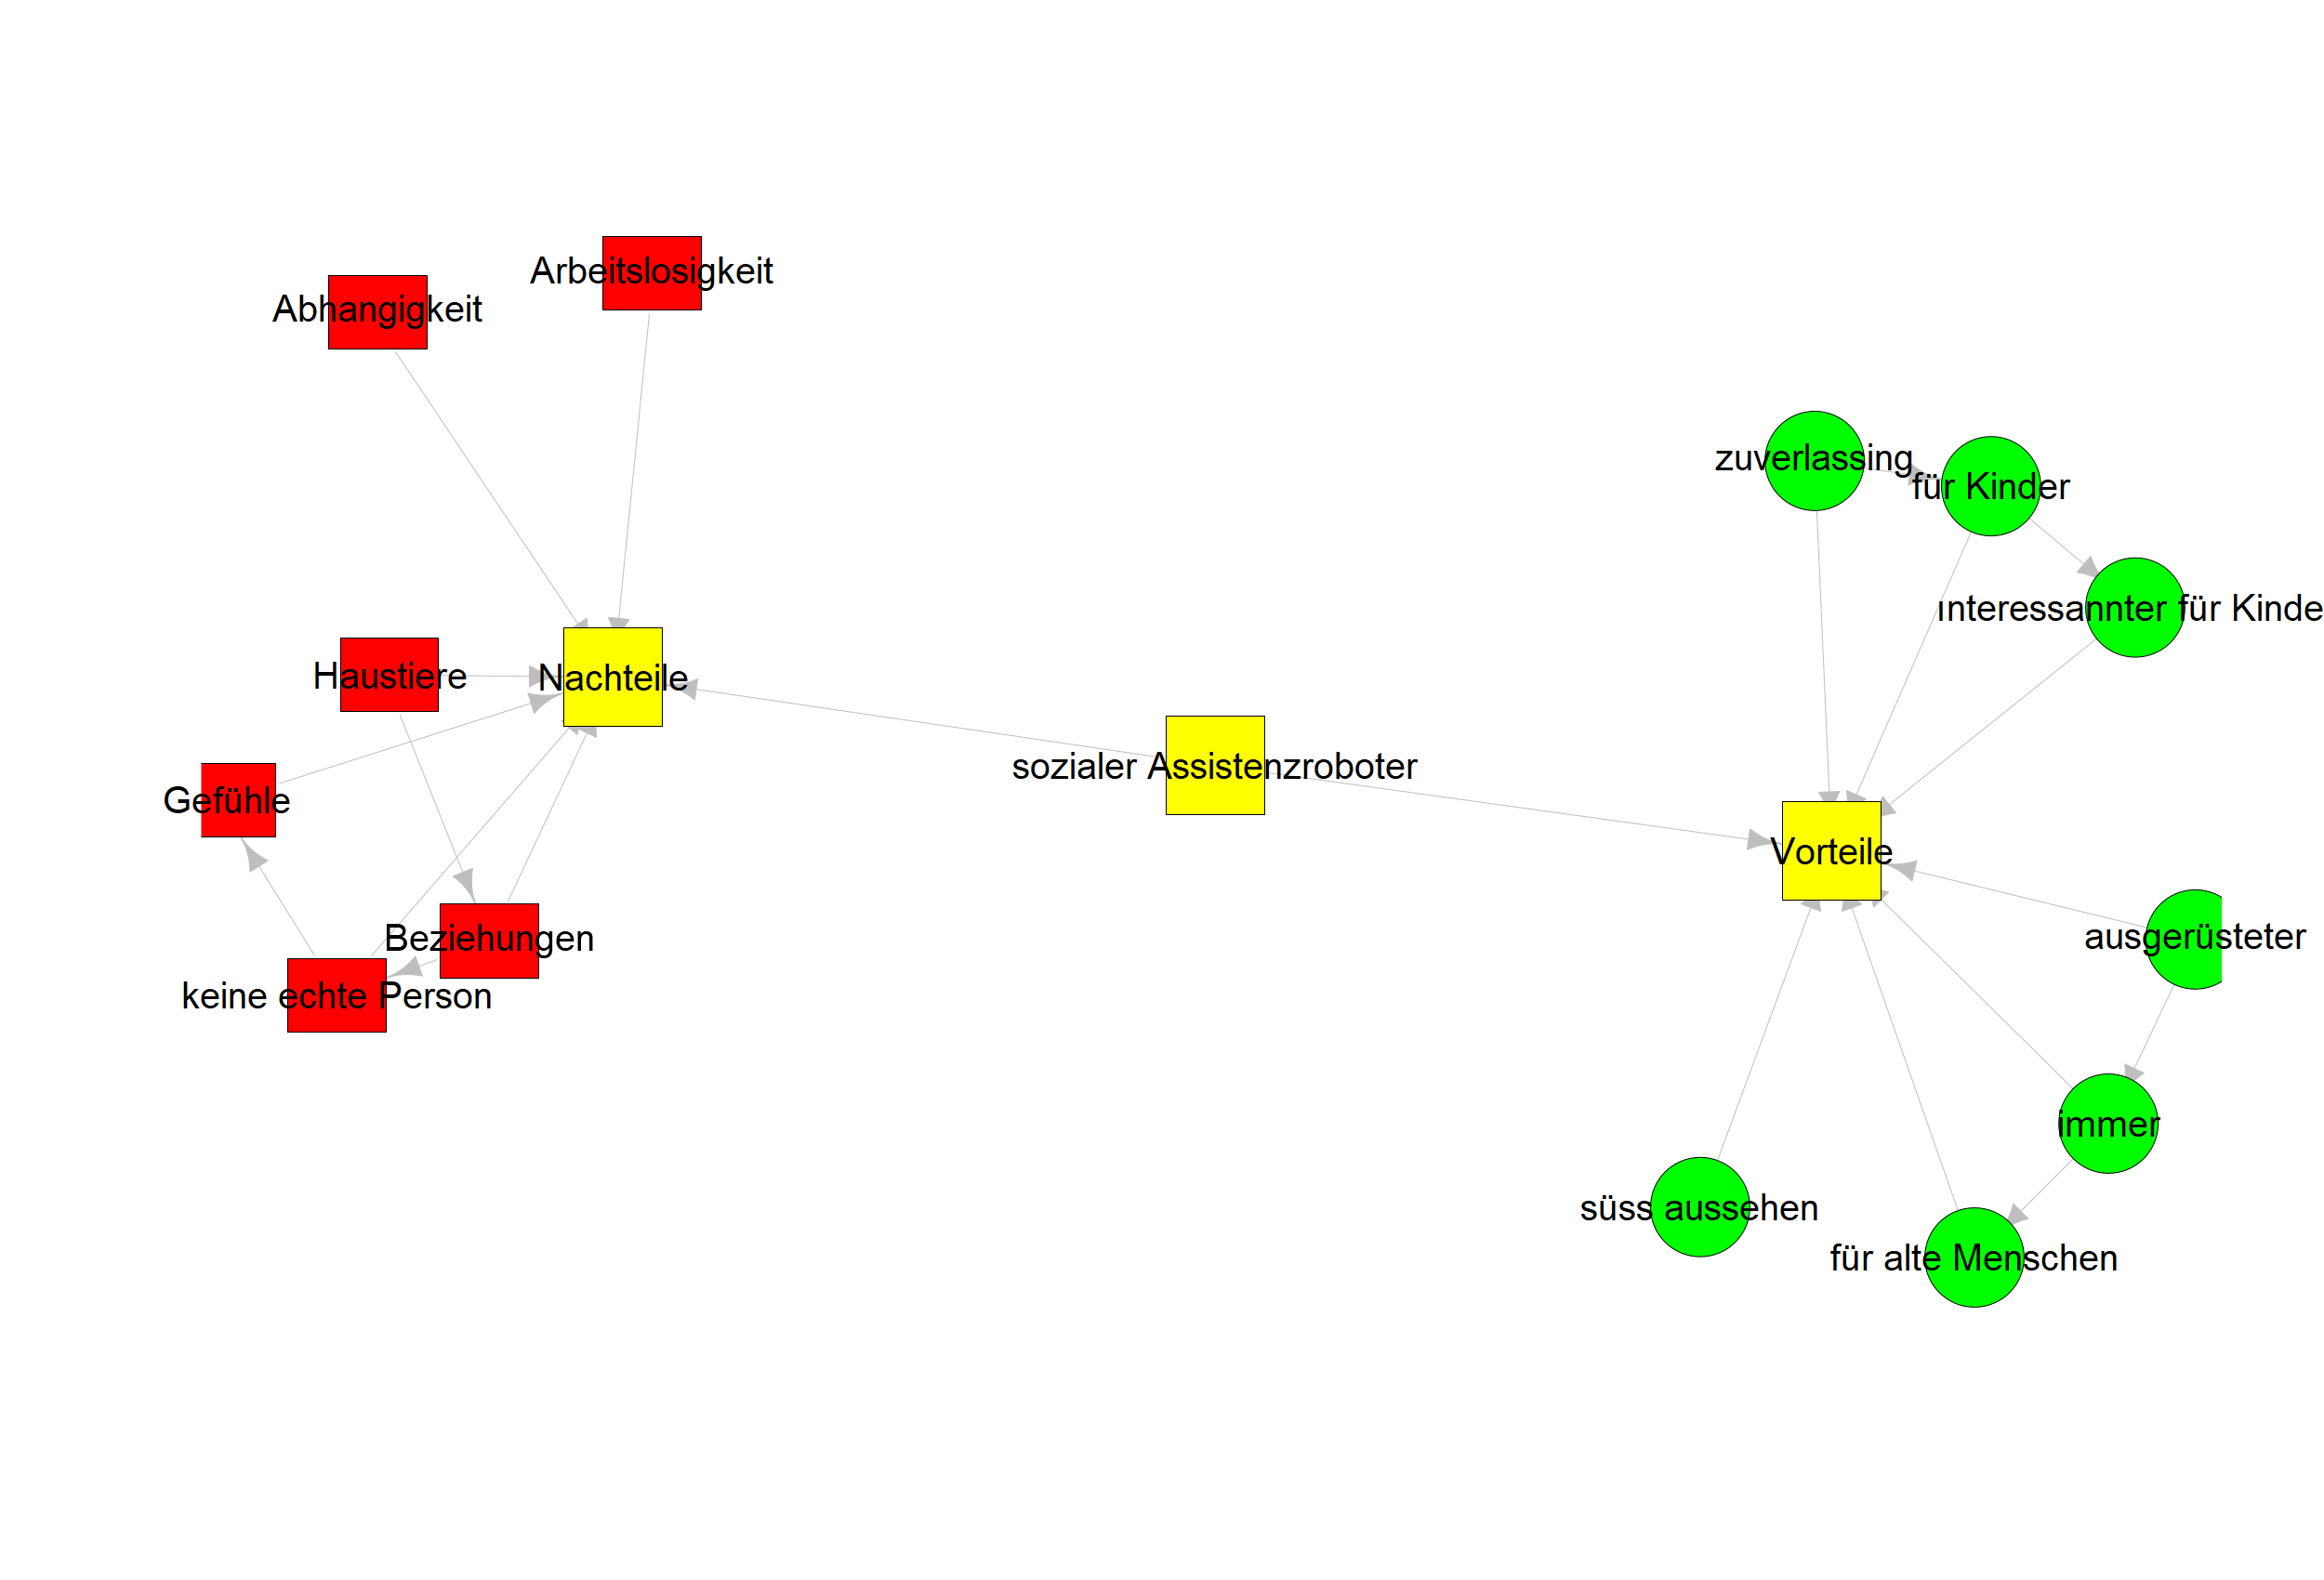 Arbeitslosigkeit
Abhangigkeit
zuverlassing
für Kinder
interessannter für Kinde
Haustiere
Nachteile
sozialer Assistenzroboter
Gefühle
Vorteile
Beziehungen
ausgerüsteter
keine echte Person
immer
süss aussehen
für alte Menschen